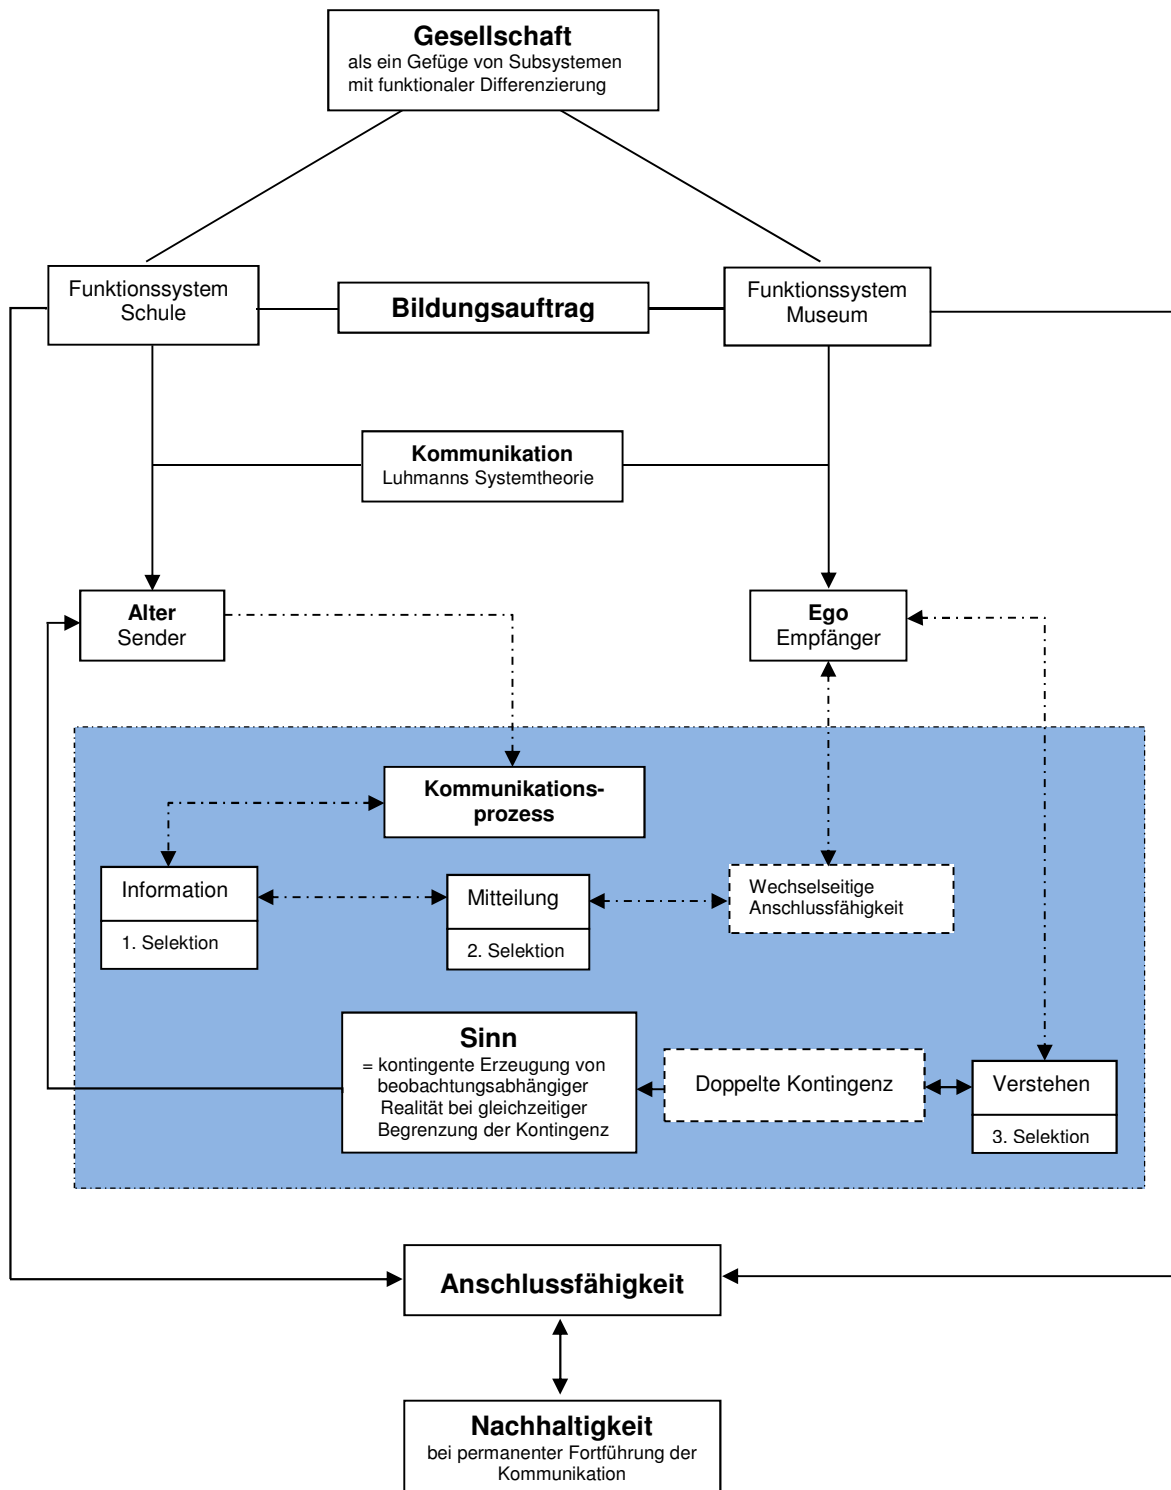 Gesellschaft
als ein Gefüge von Subsystemen
mit funktionaler Differenzierung
Funktionssystem
Schule
Bildungsauftrag
Funktionssystem
Museum
Kommunikation
Luhmanns Systemtheorie
Alter
Sender
Ego
Empfänger
Kommunikations-
prozess
Information
1. Selektion
Mitteilung
2. Selektion
Wechselseitige
Anschlussfähigkeit
Sinn
= kontingente Erzeugung von
beobachtungsabhängiger
Realität bei gleichzeitiger
Begrenzung der Kontingenz
Doppelte Kontingenz
Verstehen
3. Selektion
Anschlussfähigkeit
Nachhaltigkeit
bei permanenter Fortführung der
Kommunikation